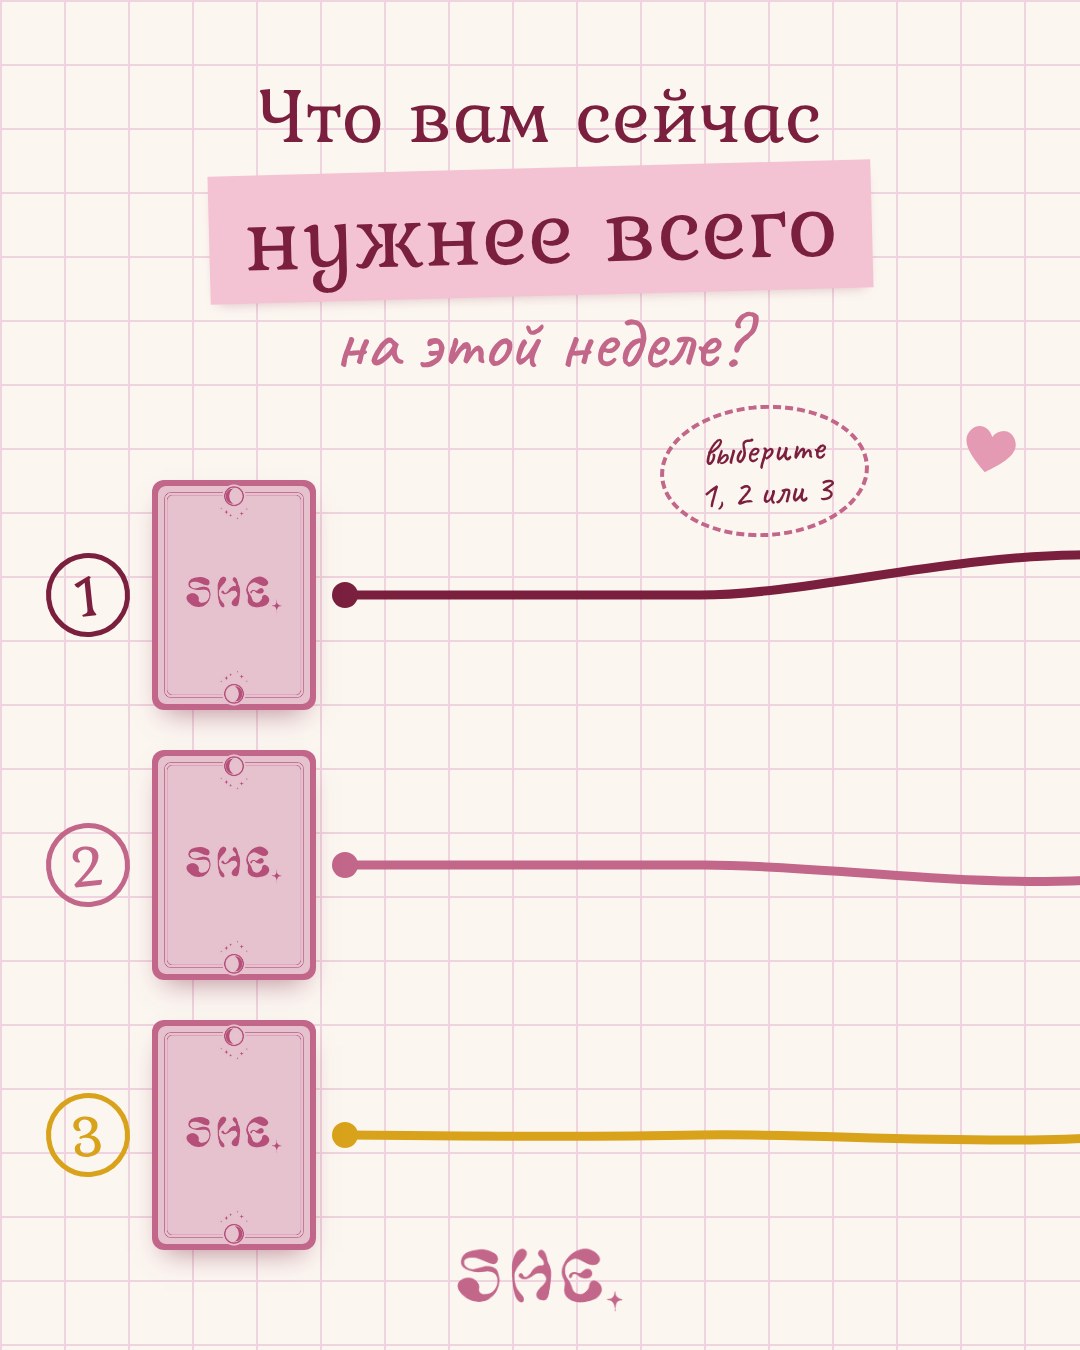 Что вам сейчас
нужнее всего
на этой неделе?
выберите
1, 2 или 3
1
SHE
2
SHE
3
SHE
SHE